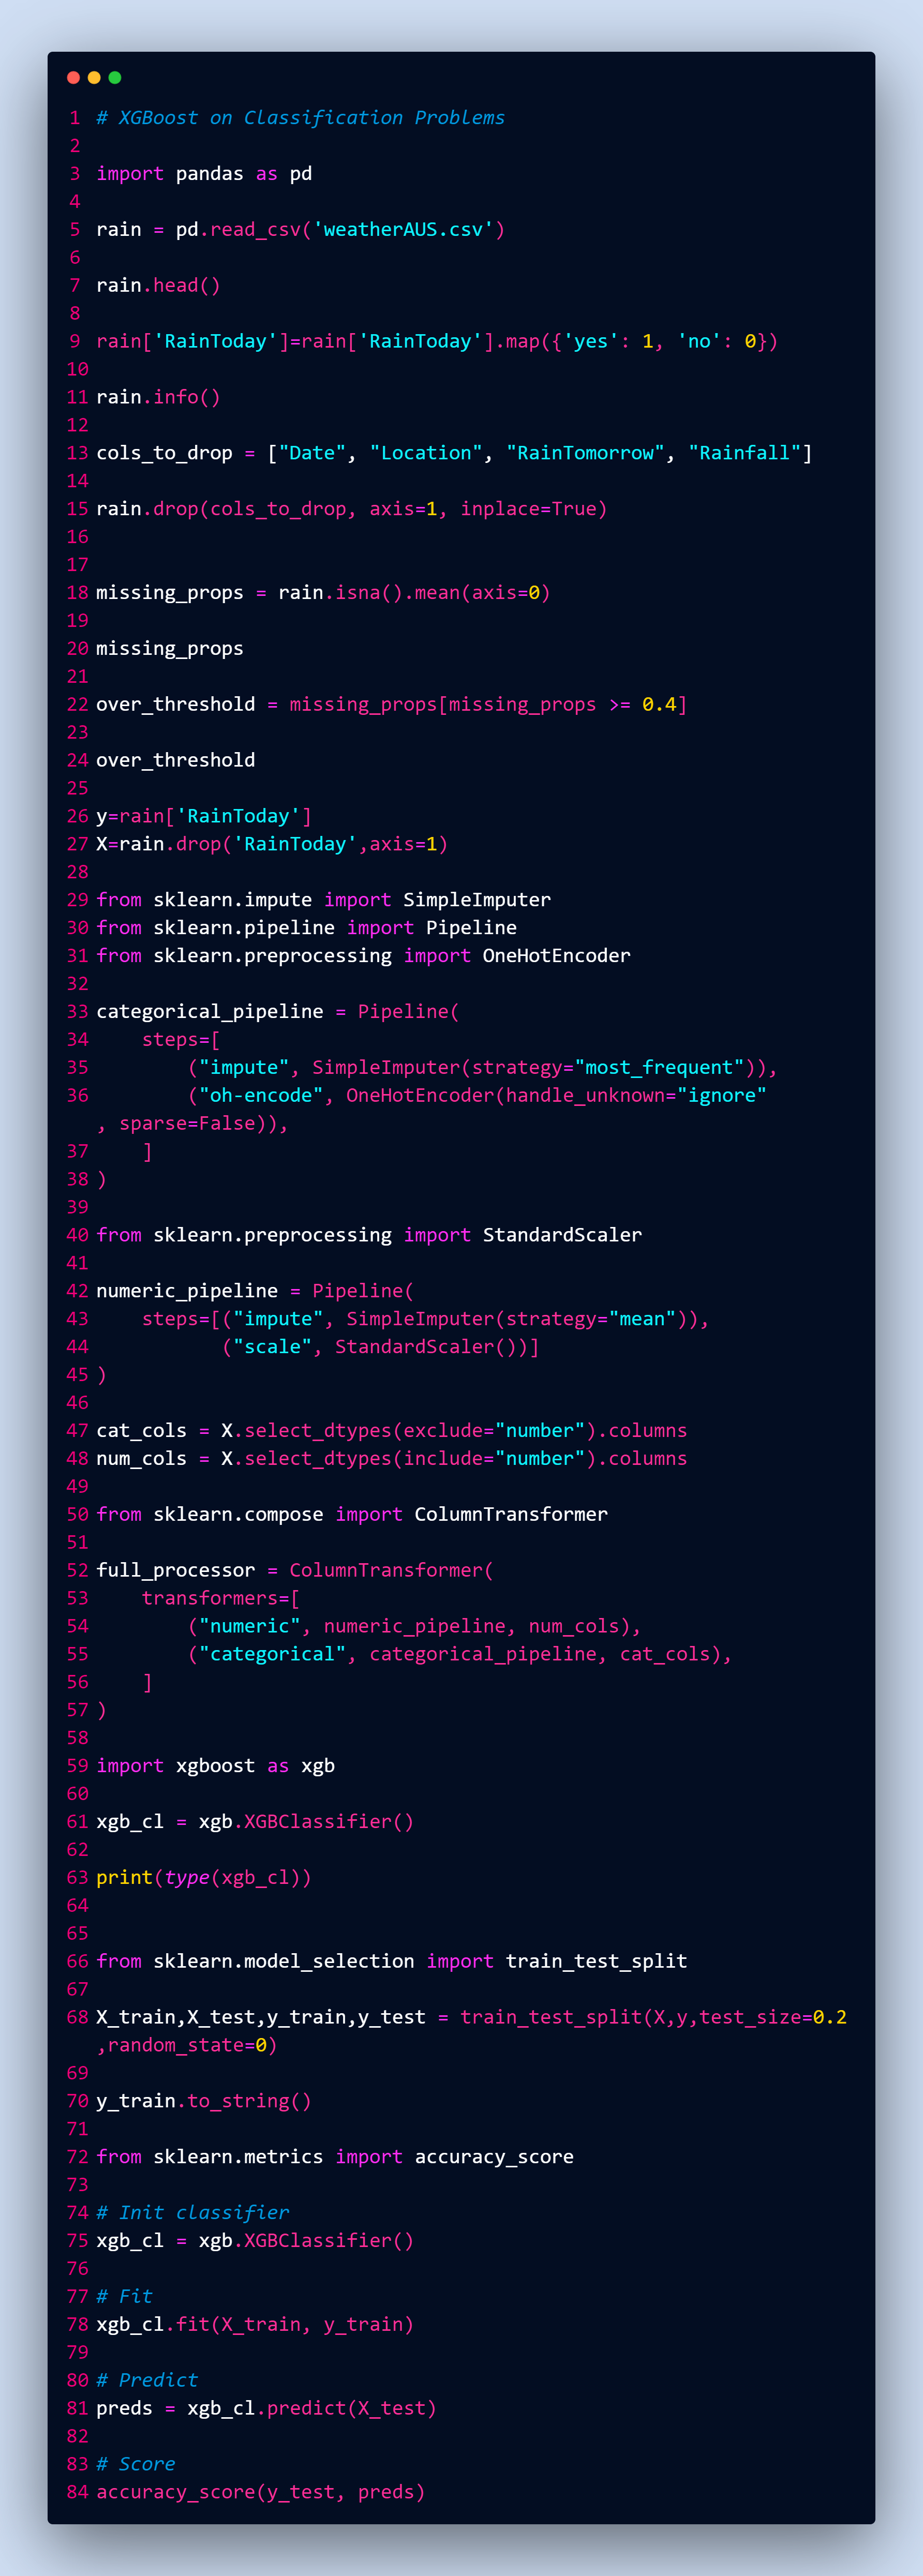 1 # XGBoost on Classification Problems
2
3 import pandas as pd
4
5 rain = pd.read_csv('weatherAUS.csv')
6
7 rain.head()
8
9 rain['RainToday']=rain['RainToday'].map({'yes': 1, 'no': 0})
10
11 rain.info()
12
13 cols_to_drop = ["Date", "Location", "RainTomorrow", "Rainfall"]
14
15 rain.drop(cols_to_drop, axis=1, inplace=True)
16
17
18 missing_props = rain.isna().mean(axis=0)
19
20 missing_props
21
22 over_threshold = missing_props[missing_props >= 0.4]
23
24 over_threshold
25
26 y=rain['RainToday']
27 X=rain.drop('RainToday',axis=1)
28
29 from sklearn.impute import SimpleImputer
30 from sklearn.pipeline import Pipeline
31 from sklearn.preprocessing import OneHotEncoder
32
33 categorical_pipeline = Pipeline(
34     steps=[
35         ("impute", SimpleImputer(strategy="most_frequent")),
36         ("oh-encode", OneHotEncoder(handle_unknown="ignore"
, sparse=False)),
37     ]
38 )
39
40 from sklearn.preprocessing import StandardScaler
41
42 numeric_pipeline = Pipeline(
43     steps=[("impute", SimpleImputer(strategy="mean")),
44            ("scale", StandardScaler())]
45 )
46
47 cat_cols = X.select_dtypes(exclude="number").columns
48 num_cols = X.select_dtypes(include="number").columns
49
50 from sklearn.compose import ColumnTransformer
51
52 full_processor = ColumnTransformer(
53     transformers=[
54         ("numeric", numeric_pipeline, num_cols),
55         ("categorical", categorical_pipeline, cat_cols),
56     ]
57 )
58
59 import xgboost as xgb
60
61 xgb_cl = xgb.XGBClassifier()
62
63 print(type(xgb_cl))
64
65
66 from sklearn.model_selection import train_test_split
67
68 X_train,X_test,y_train,y_test = train_test_split(X,y,test_size=0.2
,random_state=0)
69
70 y_train.to_string()
71
72 from sklearn.metrics import accuracy_score
73
74 # Init classifier
75 xgb_cl = xgb.XGBClassifier()
76
77 # Fit
78 xgb_cl.fit(X_train, y_train)
79
80 # Predict
81 preds = xgb_cl.predict(X_test)
82
83 # Score
84 accuracy_score(y_test, preds)